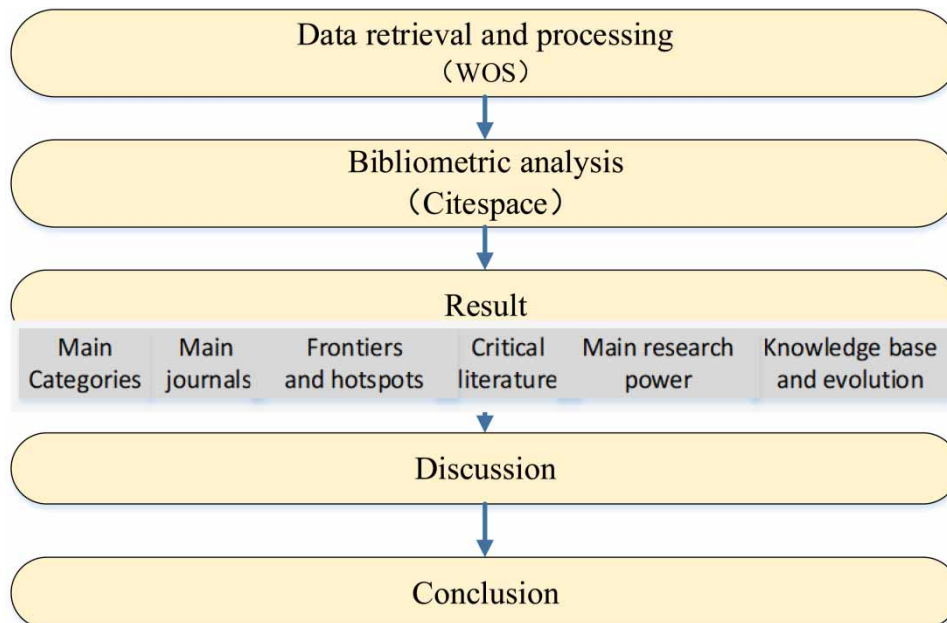 Data retrieval and processing
（WOS）
Bibliometric analysis
（Citespace）
Result
Main Categories
Main journals
Frontiers and hotspots
Critical literature
Main research power
Knowledge base and evolution
Discussion
Conclusion